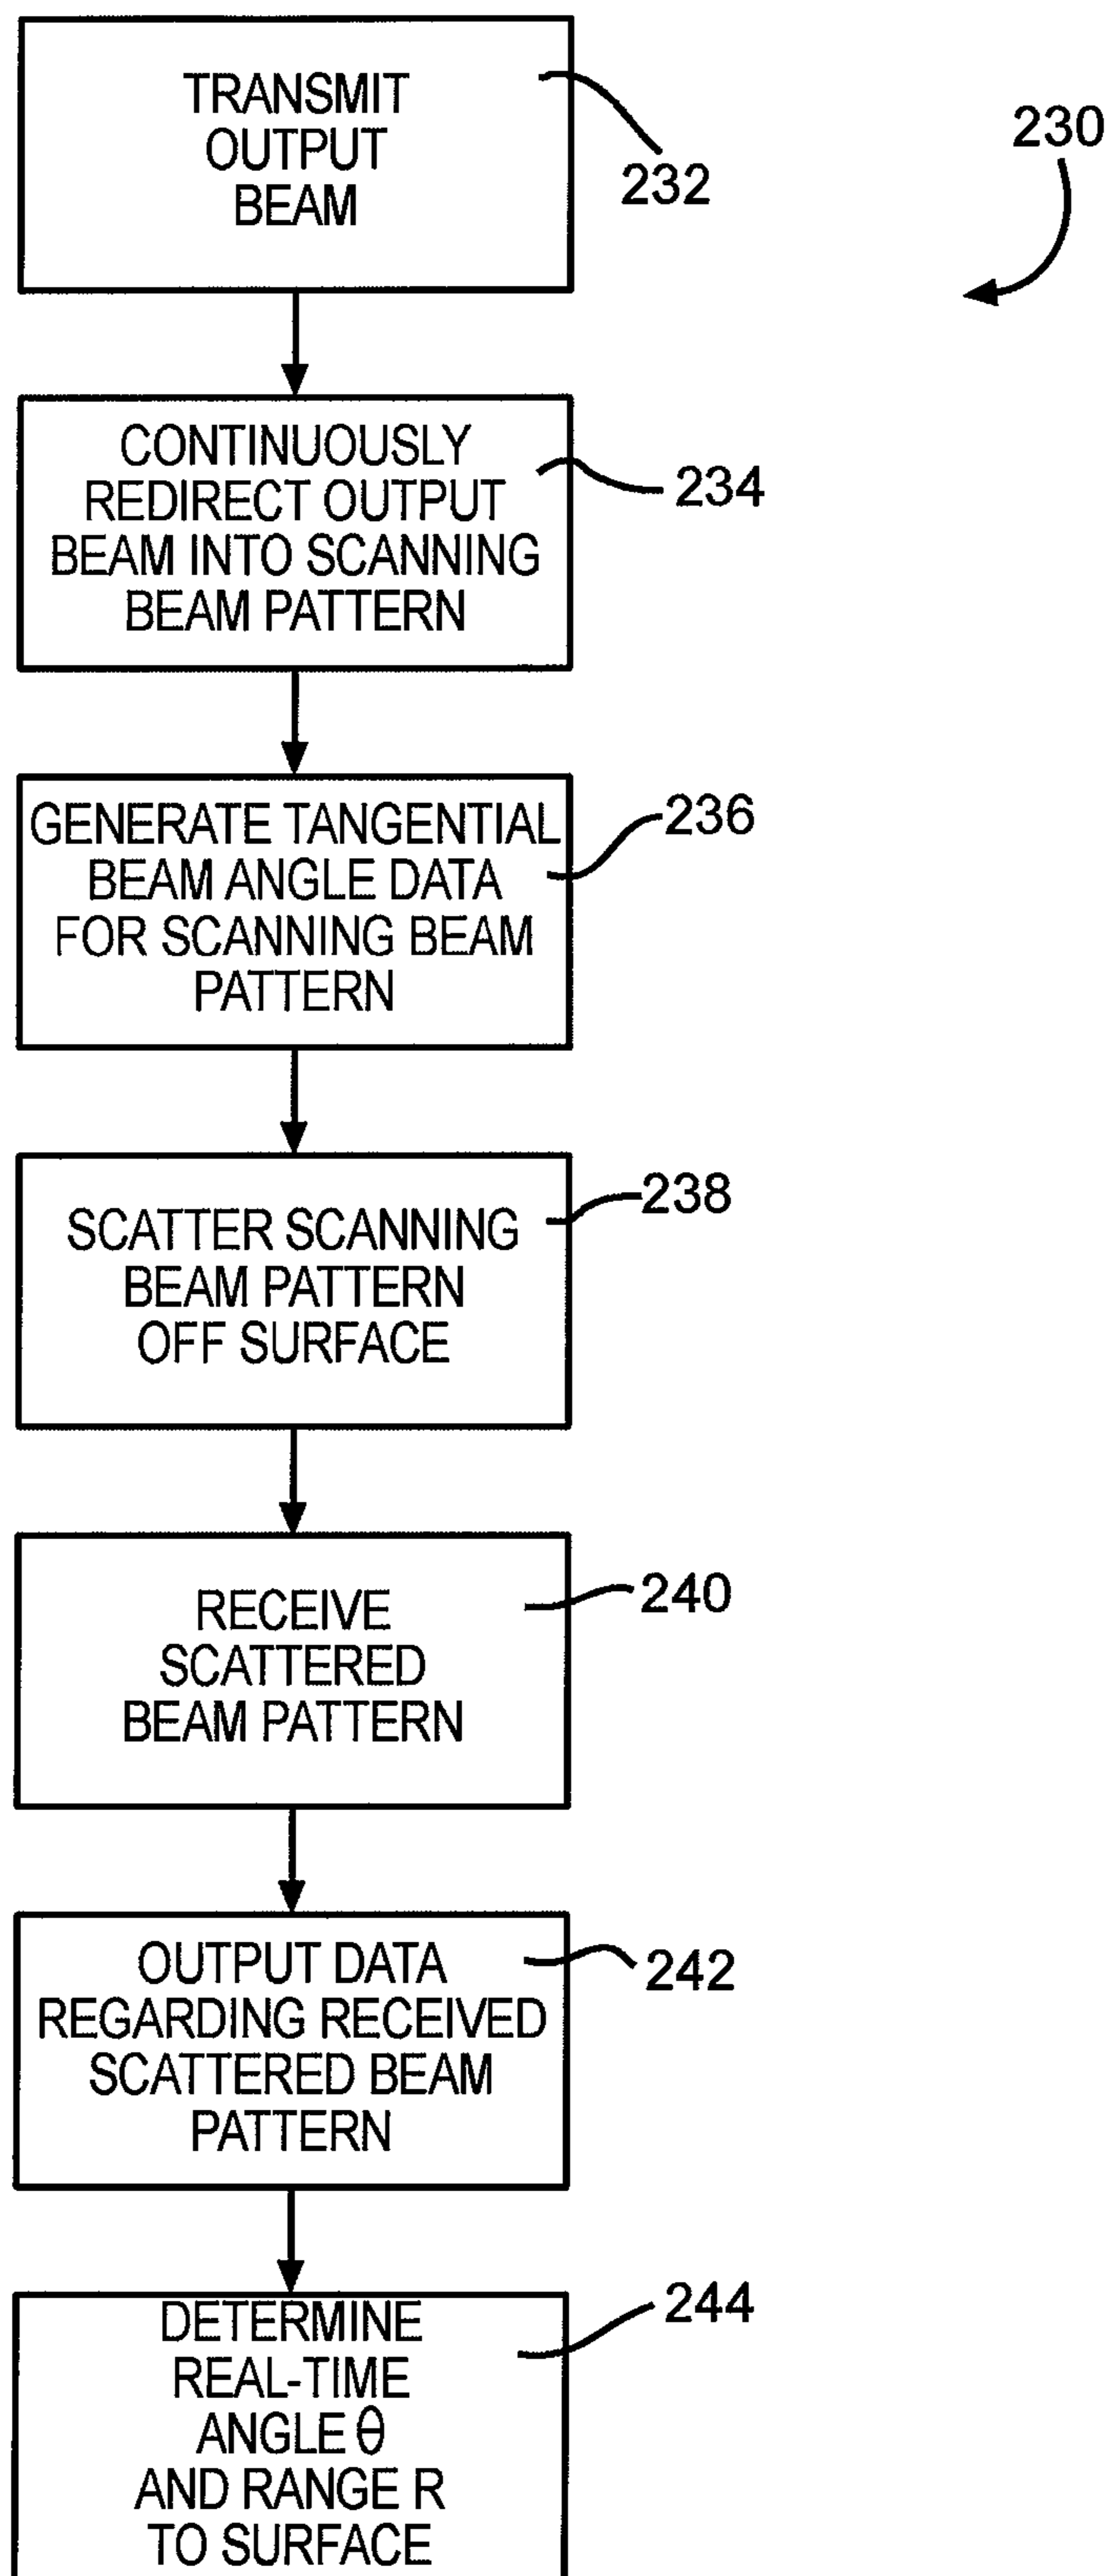 TRANSMIT
OUTPUT
BEAM
232
230
CONTINUOUSLY
REDIRECT OUTPUT
BEAM INTO SCANNING
BEAM PATTERN
234
GENERATE TANGENTIAL
BEAM ANGLE DATA
FOR SCANNING BEAM
PATTERN
236
SCATTER SCANNING
BEAM PATTERN
OFF SURFACE
238
RECEIVE
SCATTERED
BEAM PATTERN
240
OUTPUT DATA
REGARDING RECEIVED
SCATTERED BEAM
PATTERN
242
DETERMINE
REAL-TIME
ANGLE θ
AND RANGE R
TO SURFACE
244